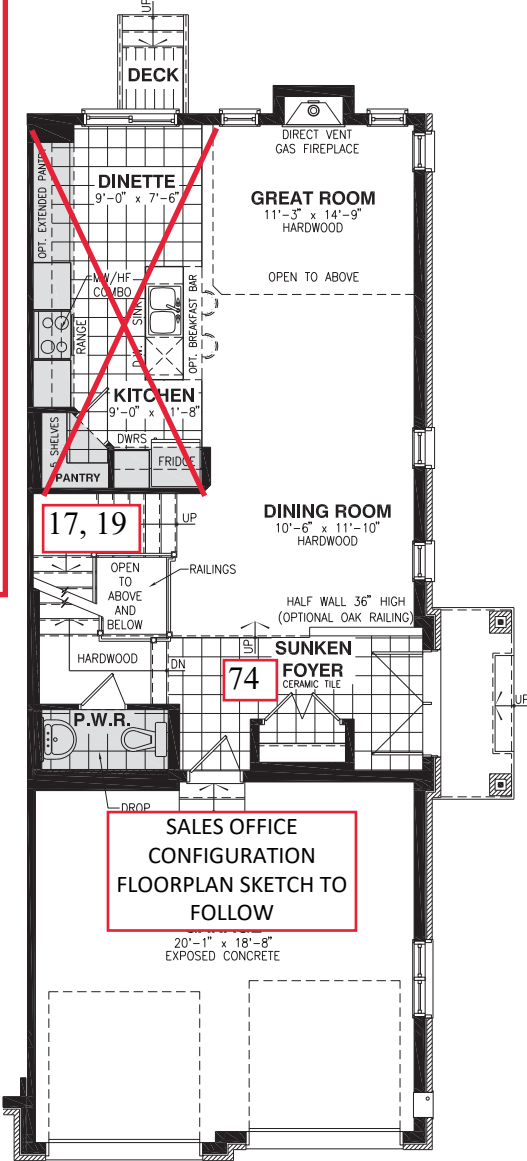 UP
DECK
DIRECT VENT
GAS FIREPLACE
OPT. EXTENDED PANTRY
DINETTE
9'-0" x 7'-6"
GREAT ROOM
11'-3" x 14'-9"
HARDWOOD
OPEN TO ABOVE
MW/HF
COMBO
RANGE
SINK
D.W.
OPT. BREAKFAST BAR
KITCHEN
9'-0" x 11'-8"
DWRS
FRIDGE
5 SHELVES
PANTRY
17, 19
UP
DINING ROOM
10'-6" x 11'-10"
HARDWOOD
OPEN
TO
ABOVE
AND
BELOW
RAILINGS
HALF WALL 36" HIGH
(OPTIONAL OAK RAILING)
HARDWOOD
DN
UP
74
SUNKEN
FOYER
CERAMIC TILE
UP
P.W.R.
DROP
SALES OFFICE
CONFIGURATION
FLOORPLAN SKETCH TO
FOLLOW
20'-1" x 18'-8"
EXPOSED CONCRETE